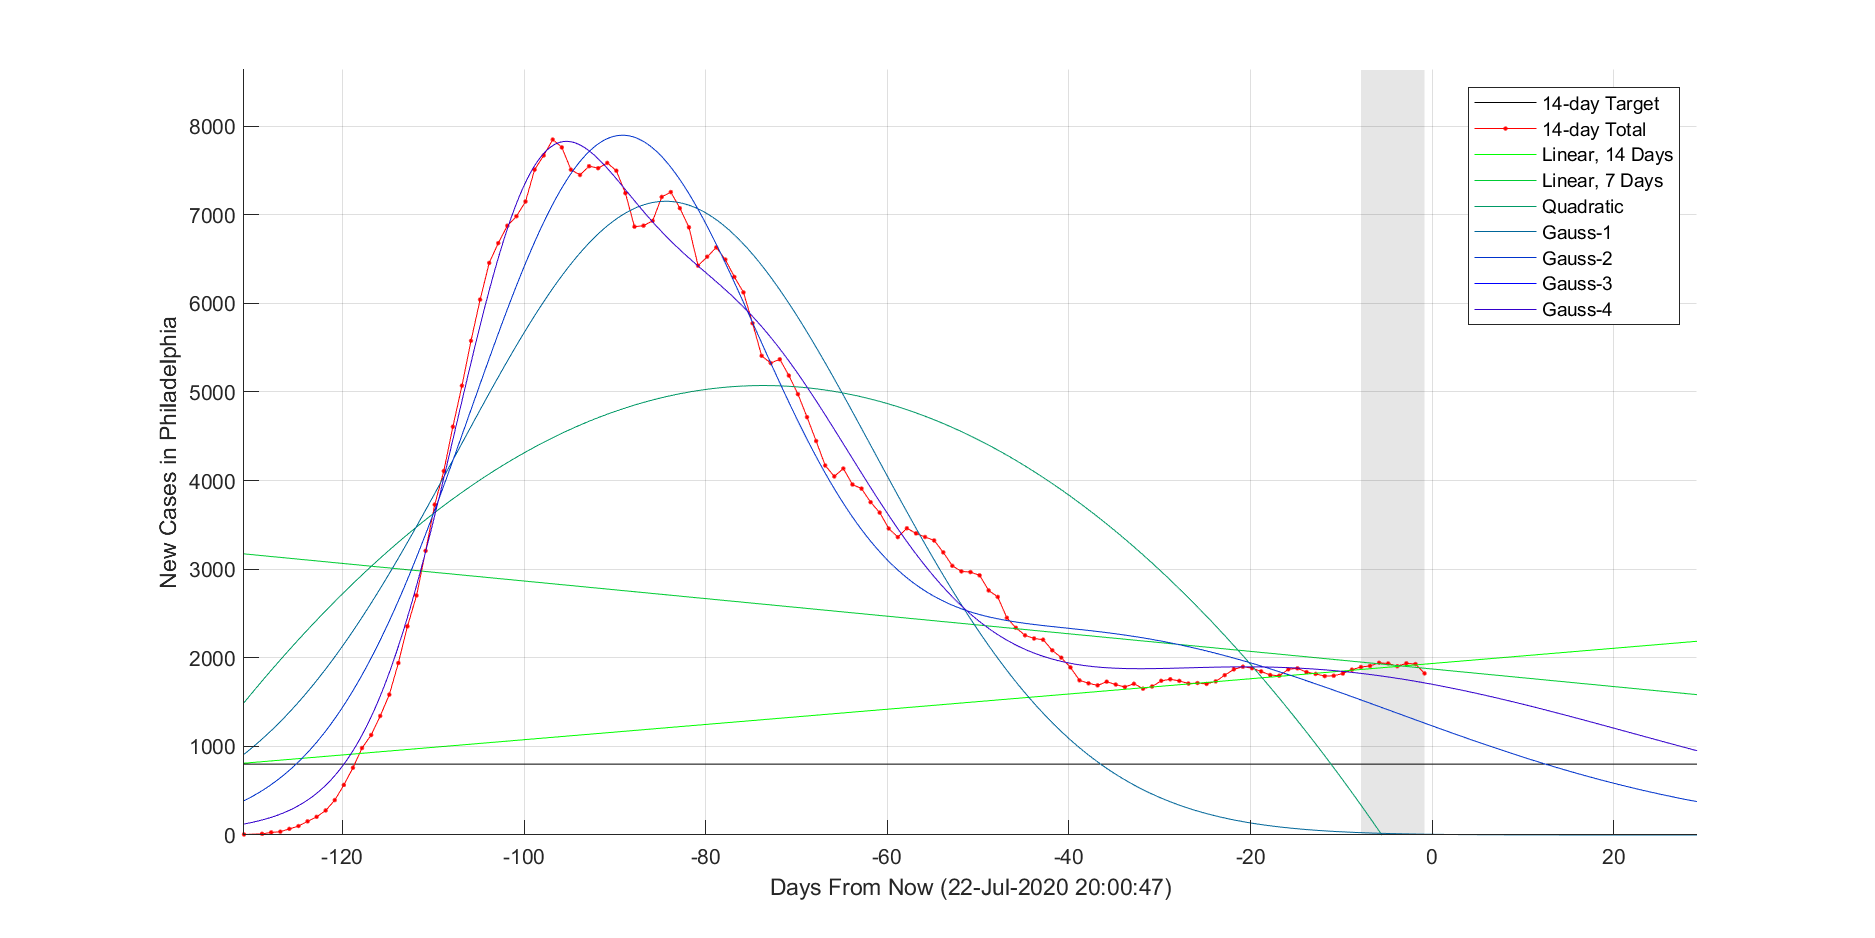 8000
7000
6000
5000
4000
3000
2000
1000
0
New Cases in Philadelphia
-120
-100
-80
-60
-40
-20
0
20
Days From Now (22-Jul-2020 20:00:47)
14-day Target
14-day Total
Linear, 14 Days
Linear, 7 Days
Quadratic
Gauss-1
Gauss-2
Gauss-3
Gauss-4